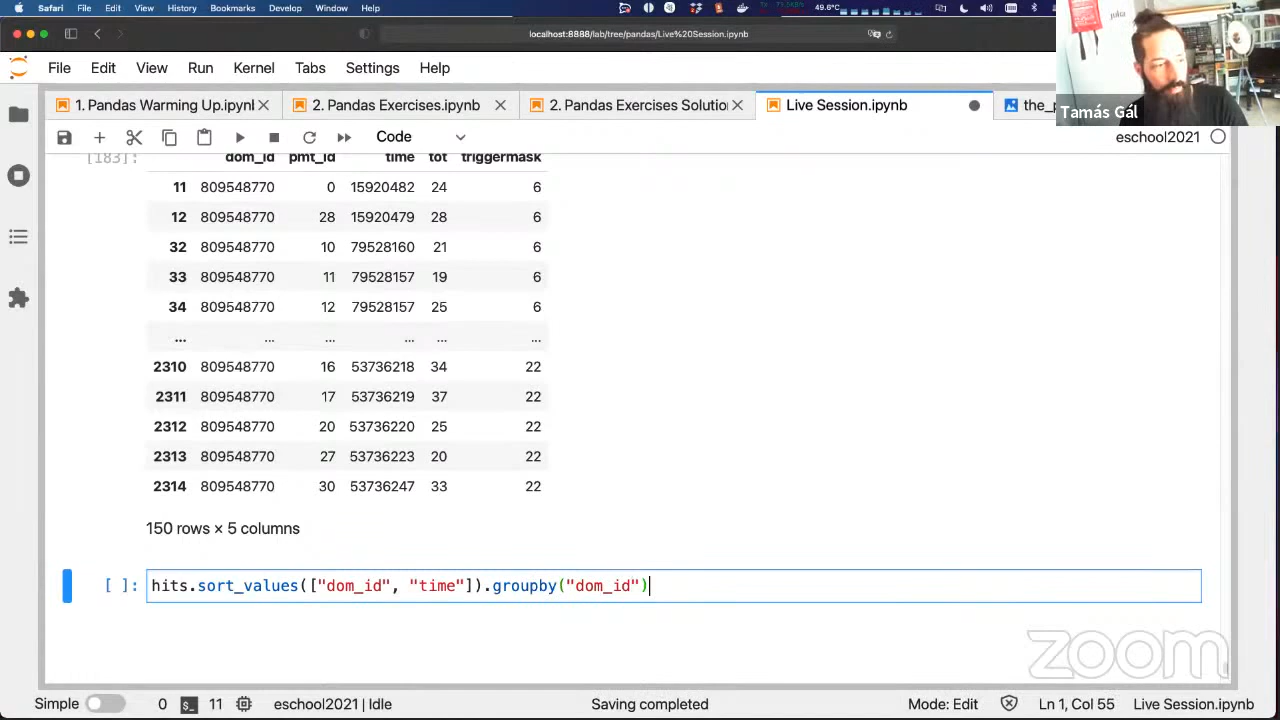 Safari File Edit View History Bookmarks Develop Window Help
49.6°C
localhost:8888/lab/tree/pandas/Live%20Session.ipynb
File Edit View Run Kernel Tabs Settings Help
1. Pandas Warming Up.ipynl 2. Pandas Exercises.ipynb 2. Pandas Exercises Solutio Live Session.ipynb the_p
Tamás Gál
Code eschool2021
[183]: dom_id pmt_id time tot triggermask
11 809548770 0 15920482 24 6
12 809548770 28 15920479 28 6
32 809548770 10 79528160 21 6
33 809548770 11 79528157 19 6
34 809548770 12 79528157 25 6
... ... ... ... ... ...
2310 809548770 16 53736218 34 22
2311 809548770 17 53736219 37 22
2312 809548770 20 53736220 25 22
2313 809548770 27 53736223 20 22
2314 809548770 30 53736247 33 22
150 rows × 5 columns
[ ]: hits.sort_values(["dom_id", "time"]).groupby("dom_id")
zoom
Simple 0 11 eschool2021 | Idle Saving completed Mode: Edit Ln 1, Col 55 Live Session.ipynb